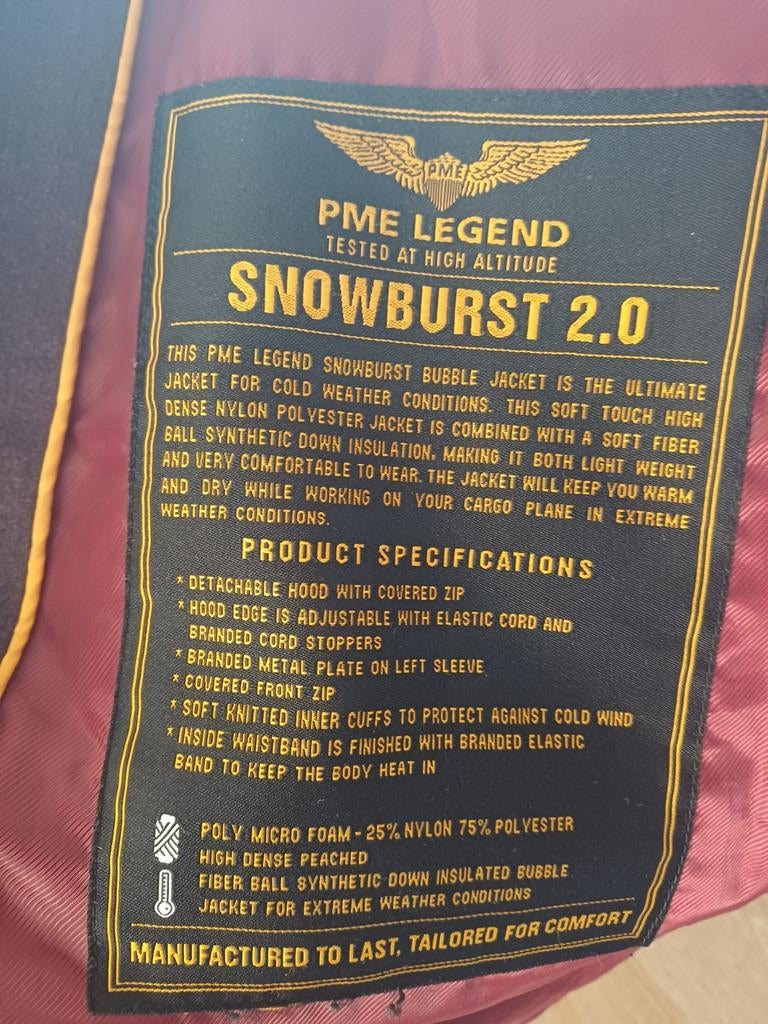 PME
PME LEGEND
TESTED AT HIGH ALTITUDE
SNOWBURST 2.0
THIS PME LEGEND SNOWBURST BUBBLE JACKET IS THE ULTIMATE
JACKET FOR COLD WEATHER CONDITIONS. THIS SOFT TOUCH HIGH
DENSE NYLON POLYESTER JACKET IS COMBINED WITH A SOFT FIBER
BALL SYNTHETIC DOWN INSULATION, MAKING IT BOTH LIGHT WEIGHT
AND VERY COMFORTABLE TO WEAR. THE JACKET WILL KEEP YOU WARM
AND DRY WHILE WORKING ON YOUR CARGO PLANE IN EXTREME
WEATHER CONDITIONS.
PRODUCT SPECIFICATIONS
* DETACHABLE HOOD WITH COVERED ZIP
* HOOD EDGE IS ADJUSTABLE WITH ELASTIC CORD AND
BRANDED CORD STOPPERS
* BRANDED METAL PLATE ON LEFT SLEEVE
* COVERED FRONT ZIP
* SOFT KNITTED INNER CUFFS TO PROTECT AGAINST COLD WIND
* INSIDE WAISTBAND IS FINISHED WITH BRANDED ELASTIC
BAND TO KEEP THE BODY HEAT IN
POLY MICRO FOAM - 25% NYLON 75% POLYESTER
HIGH DENSE PEACHED
FIBER BALL SYNTHETIC DOWN INSULATED BUBBLE
JACKET FOR EXTREME WEATHER CONDITIONS
MANUFACTURED TO LAST, TAILORED FOR COMFORT